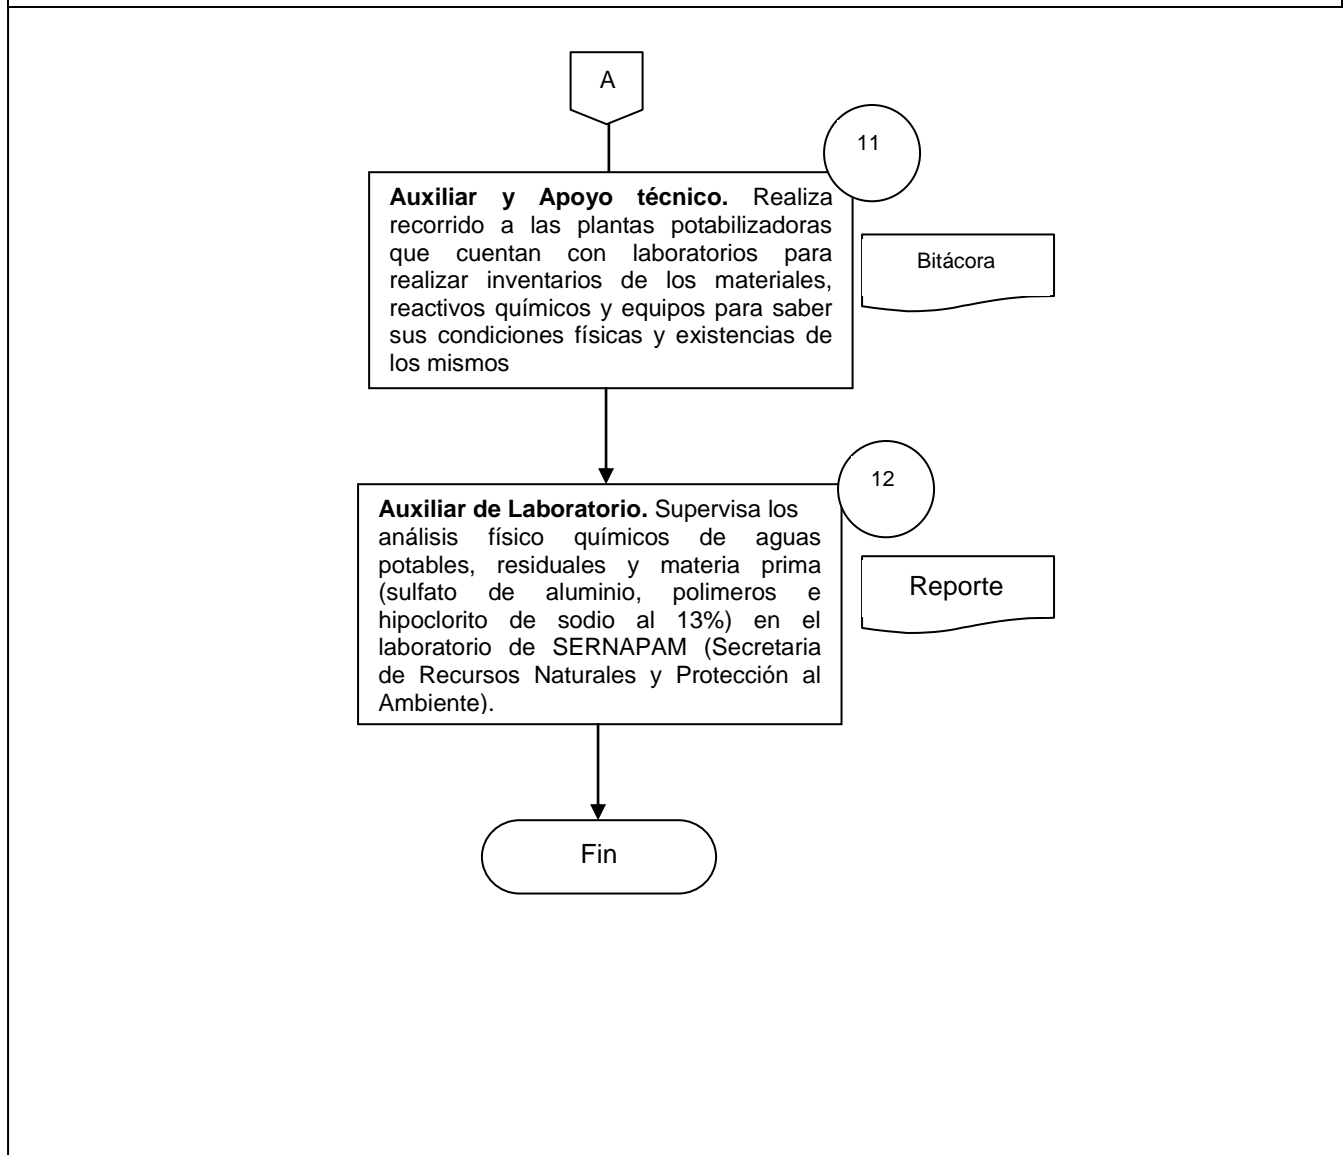 A
11
Auxiliar y Apoyo técnico. Realiza
recorrido a las plantas potabilizadoras
que cuentan con laboratorios para
realizar inventarios de los materiales,
reactivos químicos y equipos para saber
sus condiciones físicas y existencias de
los mismos
Bitácora
12
Auxiliar de Laboratorio. Supervisa los
análisis físico químicos de aguas
potables, residuales y materia prima
(sulfato de aluminio, polimeros e
hipoclorito de sodio al 13%) en el
laboratorio de SERNAPAM (Secretaria
de Recursos Naturales y Protección al
Ambiente).
Reporte
Fin